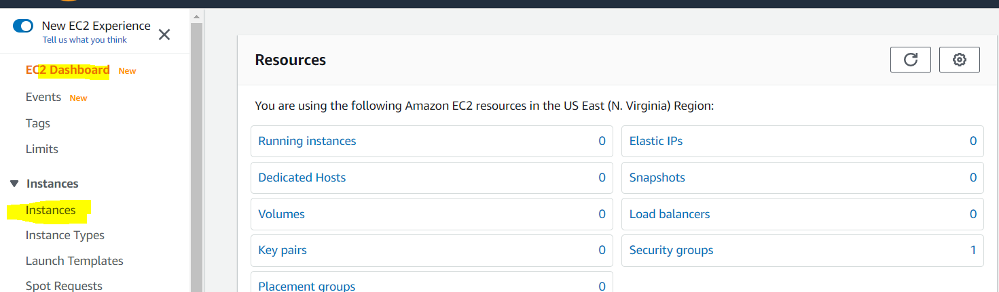 New EC2 Experience
Tell us what you think
EC2 Dashboard New
Events New
Tags
Limits
Instances
Instances
Instance Types
Launch Templates
Spot Requests
Resources
You are using the following Amazon EC2 resources in the US East (N. Virginia) Region:
Running instances 0
Elastic IPs 0
Dedicated Hosts 0
Snapshots 0
Volumes 0
Load balancers 0
Key pairs 0
Security groups 1
Placement groups 0